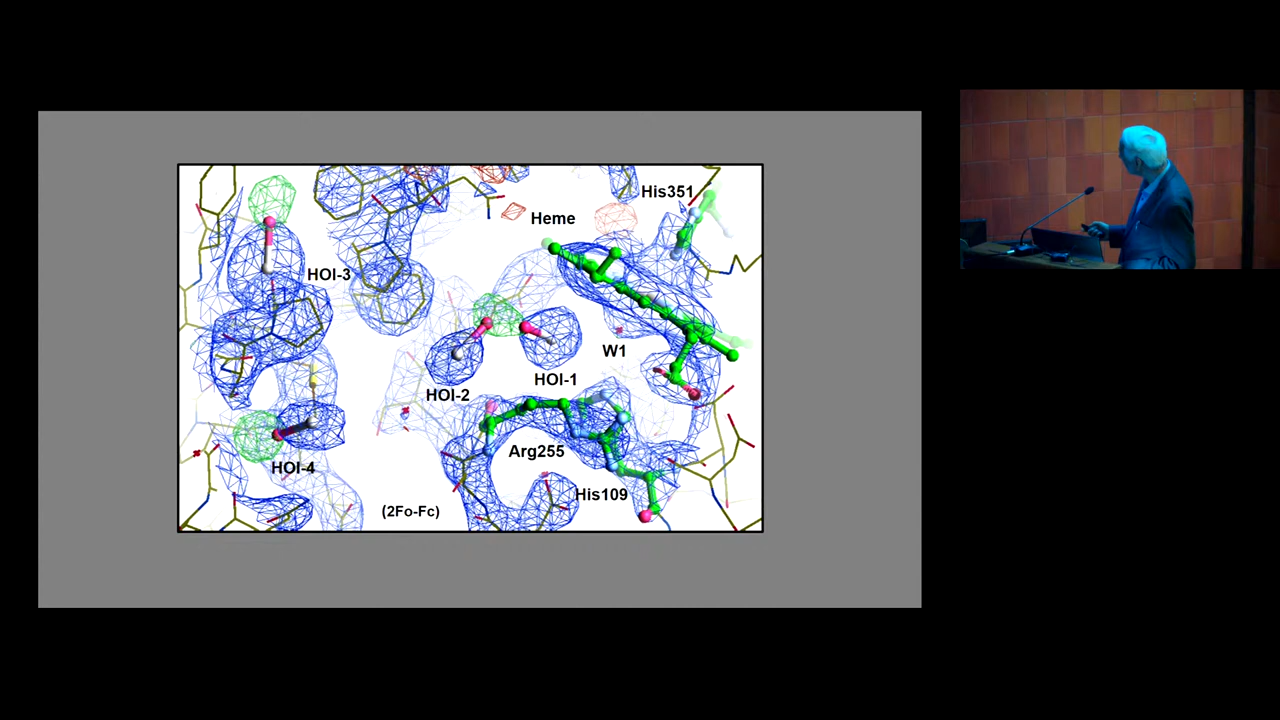 His351
Heme
HOI-3
W1
HOI-1
HOI-2
Arg255
HOI-4
His109
(2Fo-Fc)